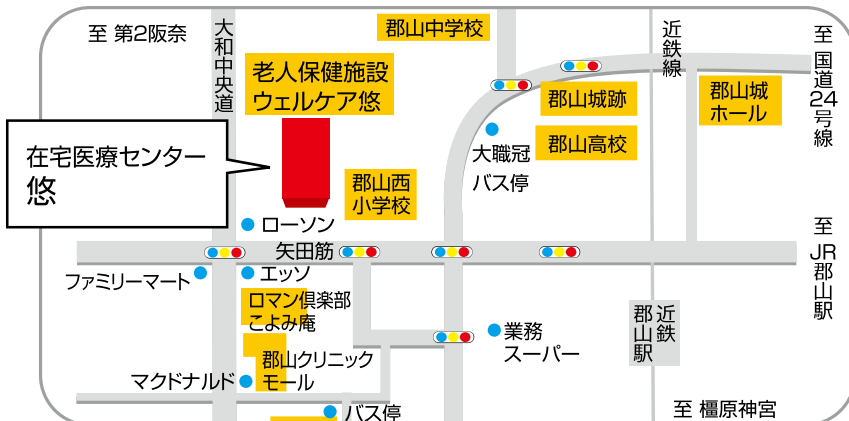 至 第2阪奈
大和中央道
郡山中学校
近鉄線
至 国道24号線
老人保健施設
ウェルケア悠
郡山城跡
郡山城
ホール
在宅医療センター
悠
大職冠
バス停
郡山高校
郡山西
小学校
ローソン
矢田筋
至 JR郡山駅
ファミリーマート
エッソ
ロマン倶楽部
こよみ庵
業務
スーパー
近鉄
郡山駅
郡山クリニック
モール
マクドナルド
バス停
至 橿原神宮